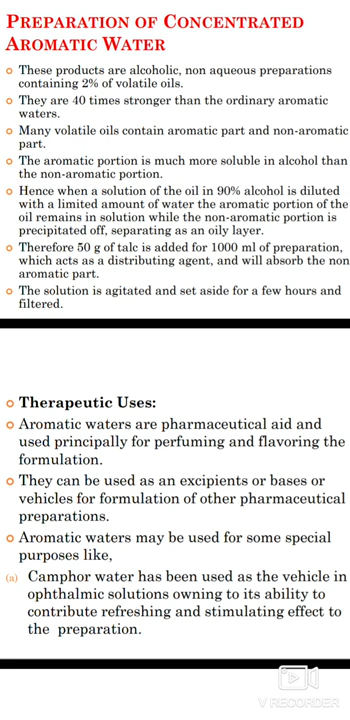 PREPARATION OF CONCENTRATED
AROMATIC WATER
These products are alcoholic, non aqueous preparations
containing 2% of volatile oils.
They are 40 times stronger than the ordinary aromatic
waters.
Many volatile oils contain aromatic part and non-aromatic
part.
The aromatic portion is much more soluble in alcohol than
the non-aromatic portion.
Hence when a solution of the oil in 90% alcohol is diluted
with a limited amount of water the aromatic portion of the
oil remains in solution while the non-aromatic portion is
precipitated off, separating as an oily layer.
Therefore 50 g of talc is added for 1000 ml of preparation,
which acts as a distributing agent, and will absorb the non
aromatic part.
The solution is agitated and set aside for a few hours and
filtered.
Therapeutic Uses:
Aromatic waters are pharmaceutical aid and
used principally for perfuming and flavoring the
formulation.
They can be used as an excipients or bases or
vehicles for formulation of other pharmaceutical
preparations.
Aromatic waters may be used for some special
purposes like,
(a) Camphor water has been used as the vehicle in
ophthalmic solutions owning to its ability to
contribute refreshing and stimulating effect to
the preparation.
V RECORDER